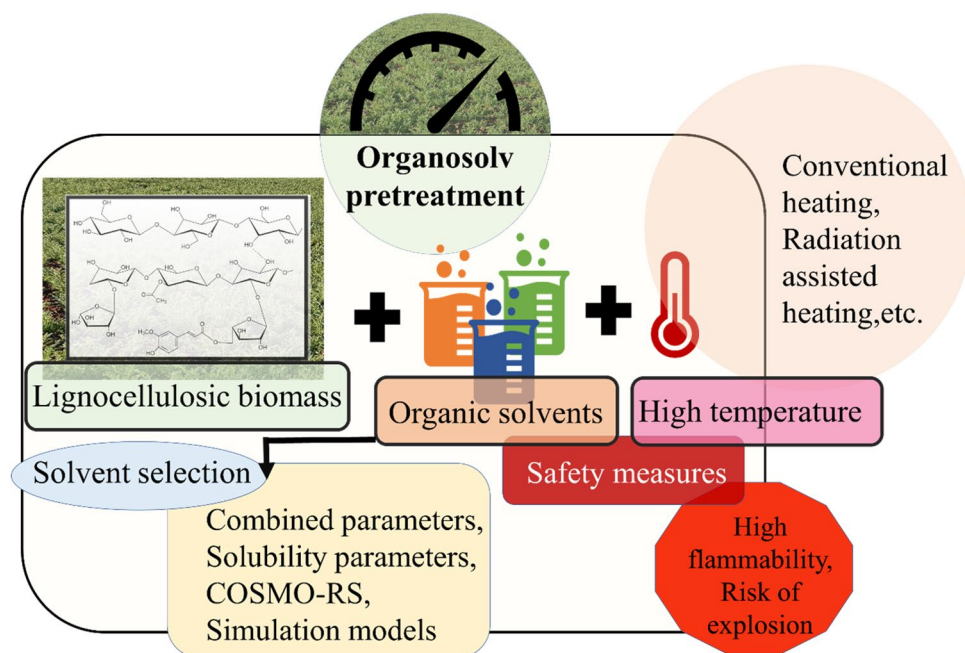 Organosolv
pretreatment
Conventional
heating,
Radiation
assisted
heating,etc.
Lignocellulosic biomass
Organic solvents
High temperature
Solvent selection
Safety measures
Combined parameters,
Solubility parameters,
COSMO-RS,
Simulation models
High
flammability,
Risk of
explosion